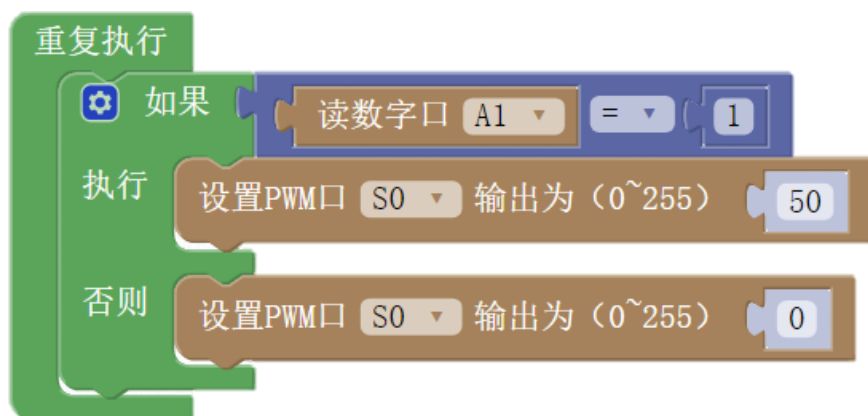 重复执行
如果 读数字口 A1 = 1
执行 设置PWM口 S0 输出为（0~255） 50
否则 设置PWM口 S0 输出为（0~255） 0